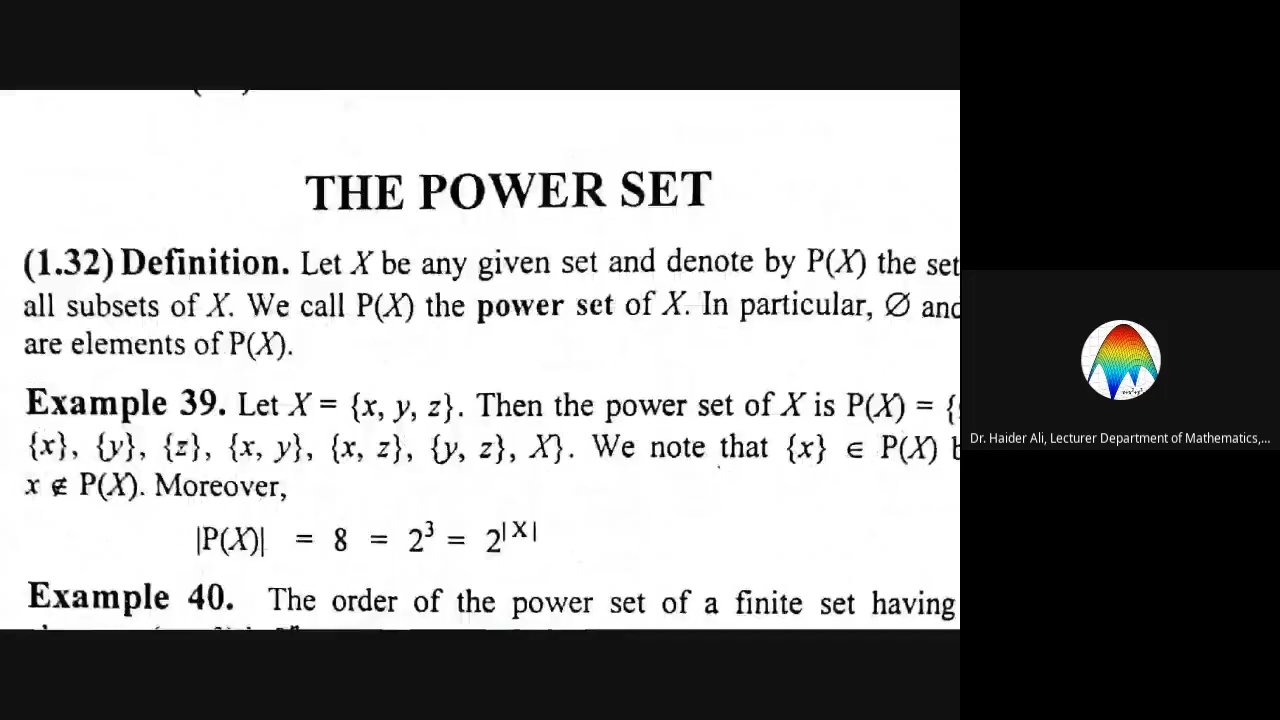 THE POWER SET
(1.32) Definition. Let X be any given set and denote by P(X) the set
all subsets of X. We call P(X) the power set of X. In particular, Ø and
are elements of P(X).
Example 39. Let X = {x, y, z}. Then the power set of X is P(X) = {
{x}, {y}, {z}, {x, y}, {x, z}, {y, z}, X}. We note that {x} ∈ P(X)
x ∉ P(X). Moreover,
|P(X)| = 8 = 2³ = 2^|X|
Example 40. The order of the power set of a finite set having
Dr. Haider Ali, Lecturer Department of Mathematics,...